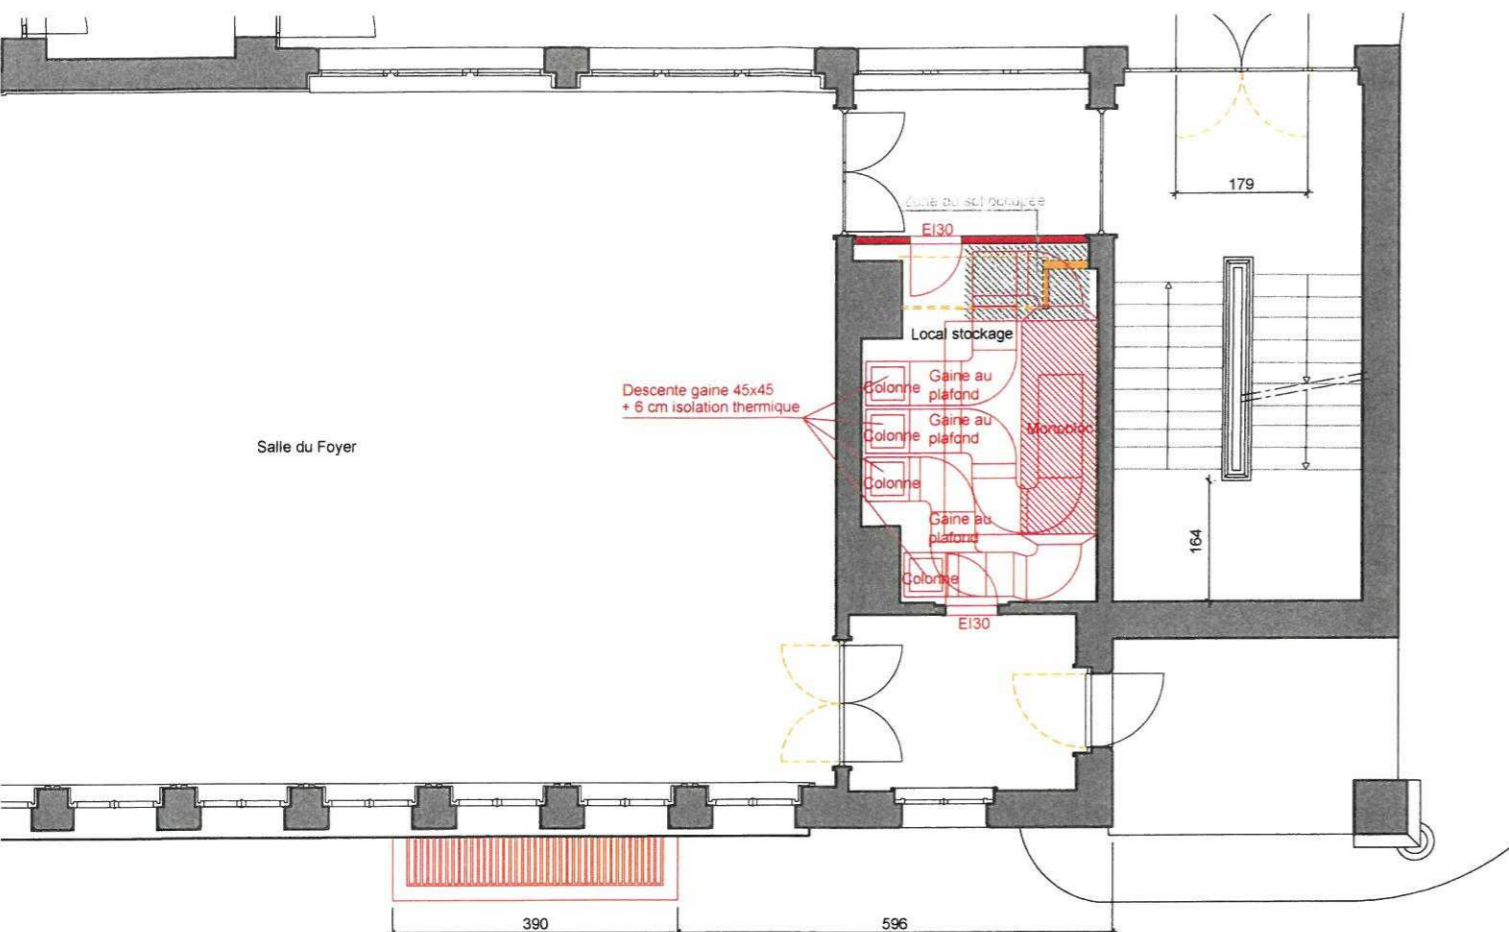 179
Zone au sol occupée
EI30
Local stockage
Descente gaine 45x45
+ 6 cm isolation thermique
Colonne
Gaine au
plafond
Colonne
Gaine au
plafond
Monobloc
Salle du Foyer
Colonne
Gaine au
plafond
164
Colonne
EI30
390
596